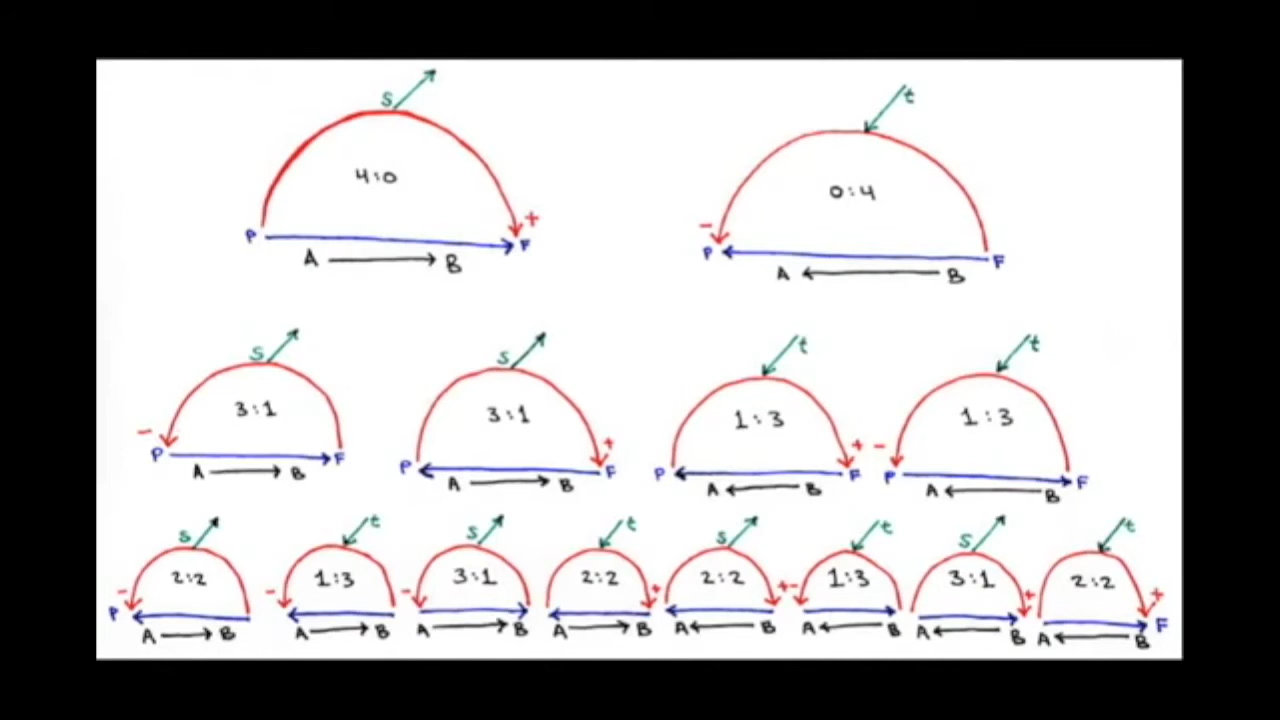 S t
4:0 0:4
+ -
P F P F
A B A B
S S t t
3:1 3:1 1:3 1:3
- + + -
P F P F P F P F
A B A B A B A B
S t S t S t S t
2:2 1:3 3:1 2:2 2:2 1:3 3:1 2:2
- - - + + - + +
P F
A B A B A B A B A B A B A B A B